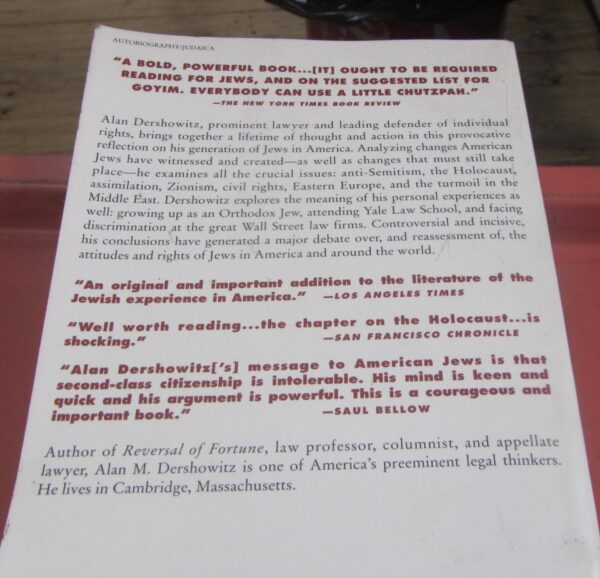 AUTOBIOGRAPHY/JUDAICA
"A BOLD, POWERFUL BOOK...[IT] OUGHT TO BE REQUIRED
READING FOR JEWS, AND ON THE SUGGESTED LIST FOR
GOYIM. EVERYBODY CAN USE A LITTLE CHUTZPAH."
—THE NEW YORK TIMES BOOK REVIEW
Alan Dershowitz, prominent lawyer and leading defender of individual
rights, brings together a lifetime of thought and action in this provocative
reflection on his generation of Jews in America. Analyzing changes American
Jews have witnessed and created—as well as changes that must still take
place—he examines all the crucial issues: anti-Semitism, the Holocaust,
assimilation, Zionism, civil rights, Eastern Europe, and the turmoil in the
Middle East. Dershowitz explores the meaning of his personal experiences as
well: growing up as an Orthodox Jew, attending Yale Law School, and facing
discrimination at the great Wall Street law firms. Controversial and incisive,
his conclusions have generated a major debate over, and reassessment of, the
attitudes and rights of Jews in America and around the world.
"An original and important addition to the literature of the
Jewish experience in America." —LOS ANGELES TIMES
"Well worth reading...the chapter on the Holocaust...is
shocking." —SAN FRANCISCO CHRONICLE
"Alan Dershowitz['s] message to American Jews is that
second-class citizenship is intolerable. His mind is keen and
quick and his argument is powerful. This is a courageous and
important book." —SAUL BELLOW
Author of Reversal of Fortune, law professor, columnist, and appellate
lawyer, Alan M. Dershowitz is one of America's preeminent legal thinkers.
He lives in Cambridge, Massachusetts.